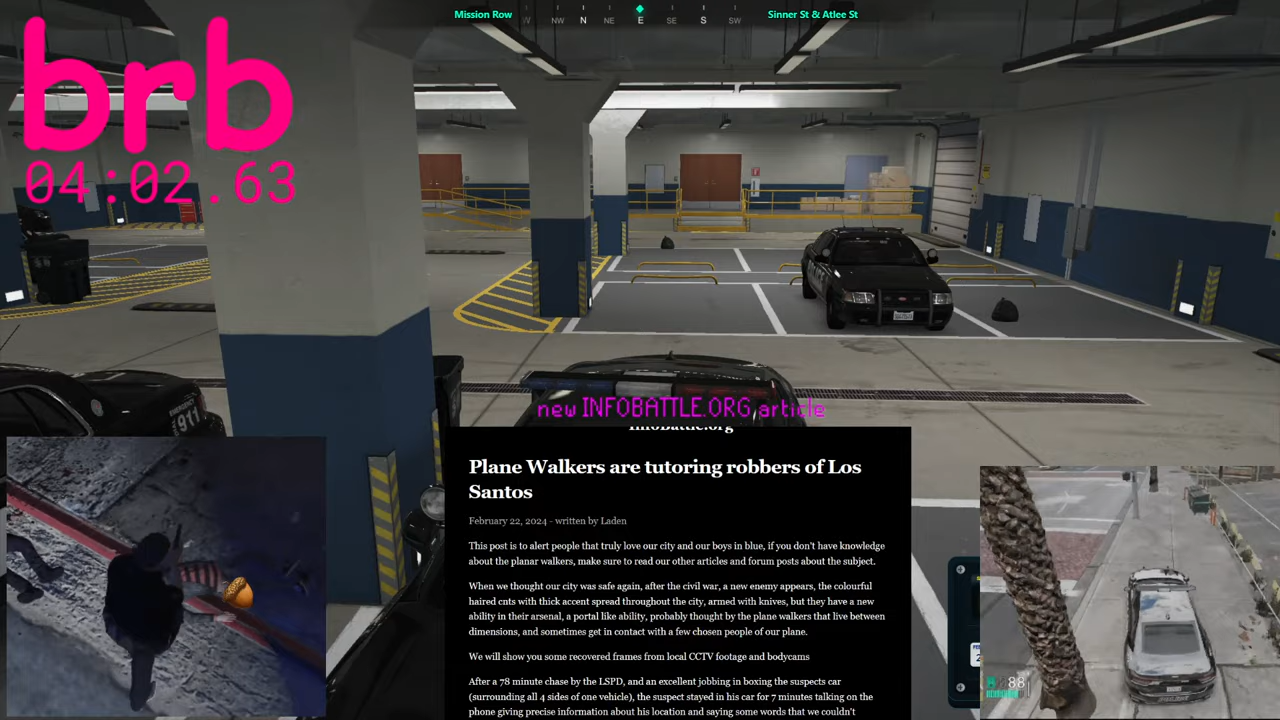 Mission Row
W
NW
N
NE
E
SE
S
SW
Sinner St & Atlee St
brb
04:02.63
911
new INFOBATTLE.ORG article
InfoBattle.org
Plane Walkers are tutoring robbers of Los
Santos
February 22, 2024 - written by Laden
This post is to alert people that truly love our city and our boys in blue, if you don't have knowledge
about the planar walkers, make sure to read our other articles and forum posts about the subject.
When we thought our city was safe again, after the civil war, a new enemy appears, the colourful
haired cnts with thick accent spread throughout the city, armed with knives, but they have a new
ability in their arsenal, a portal like ability, probably thought by the plane walkers that live between
dimensions, and sometimes get in contact with a few chosen people of our plane.
We will show you some recovered frames from local CCTV footage and bodycams
After a 78 minute chase by the LSPD, and an excellent jobbing in boxing the suspects car
(surrounding all 4 sides of one vehicle), the suspect stayed in his car for 7 minutes talking on the
phone giving precise information about his location and saying some words that we couldn't
88